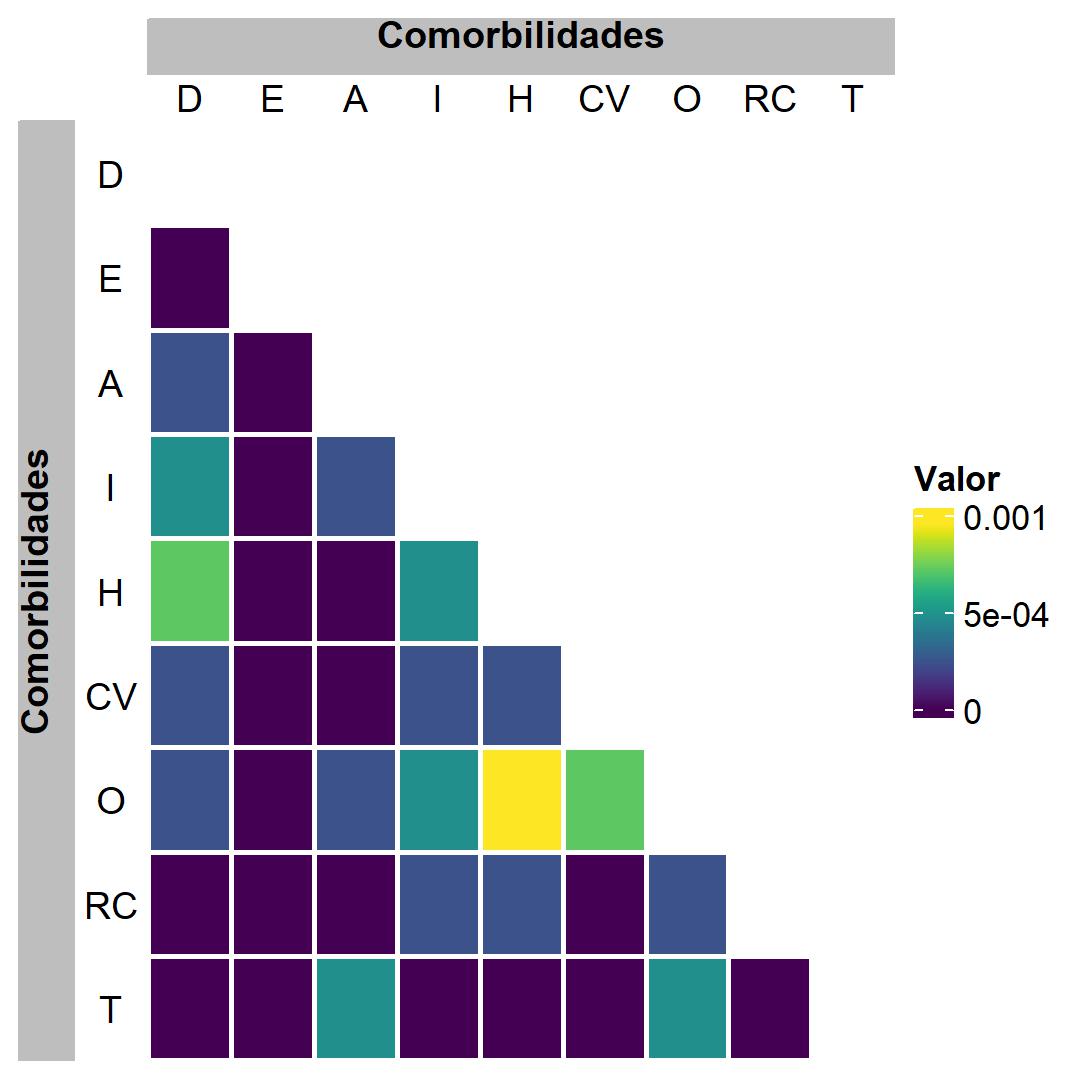 Comorbilidades
D E A I H CV O RC T
Comorbilidades
D
E
A
I
H
CV
O
RC
T
Valor
0.001
5e-04
0